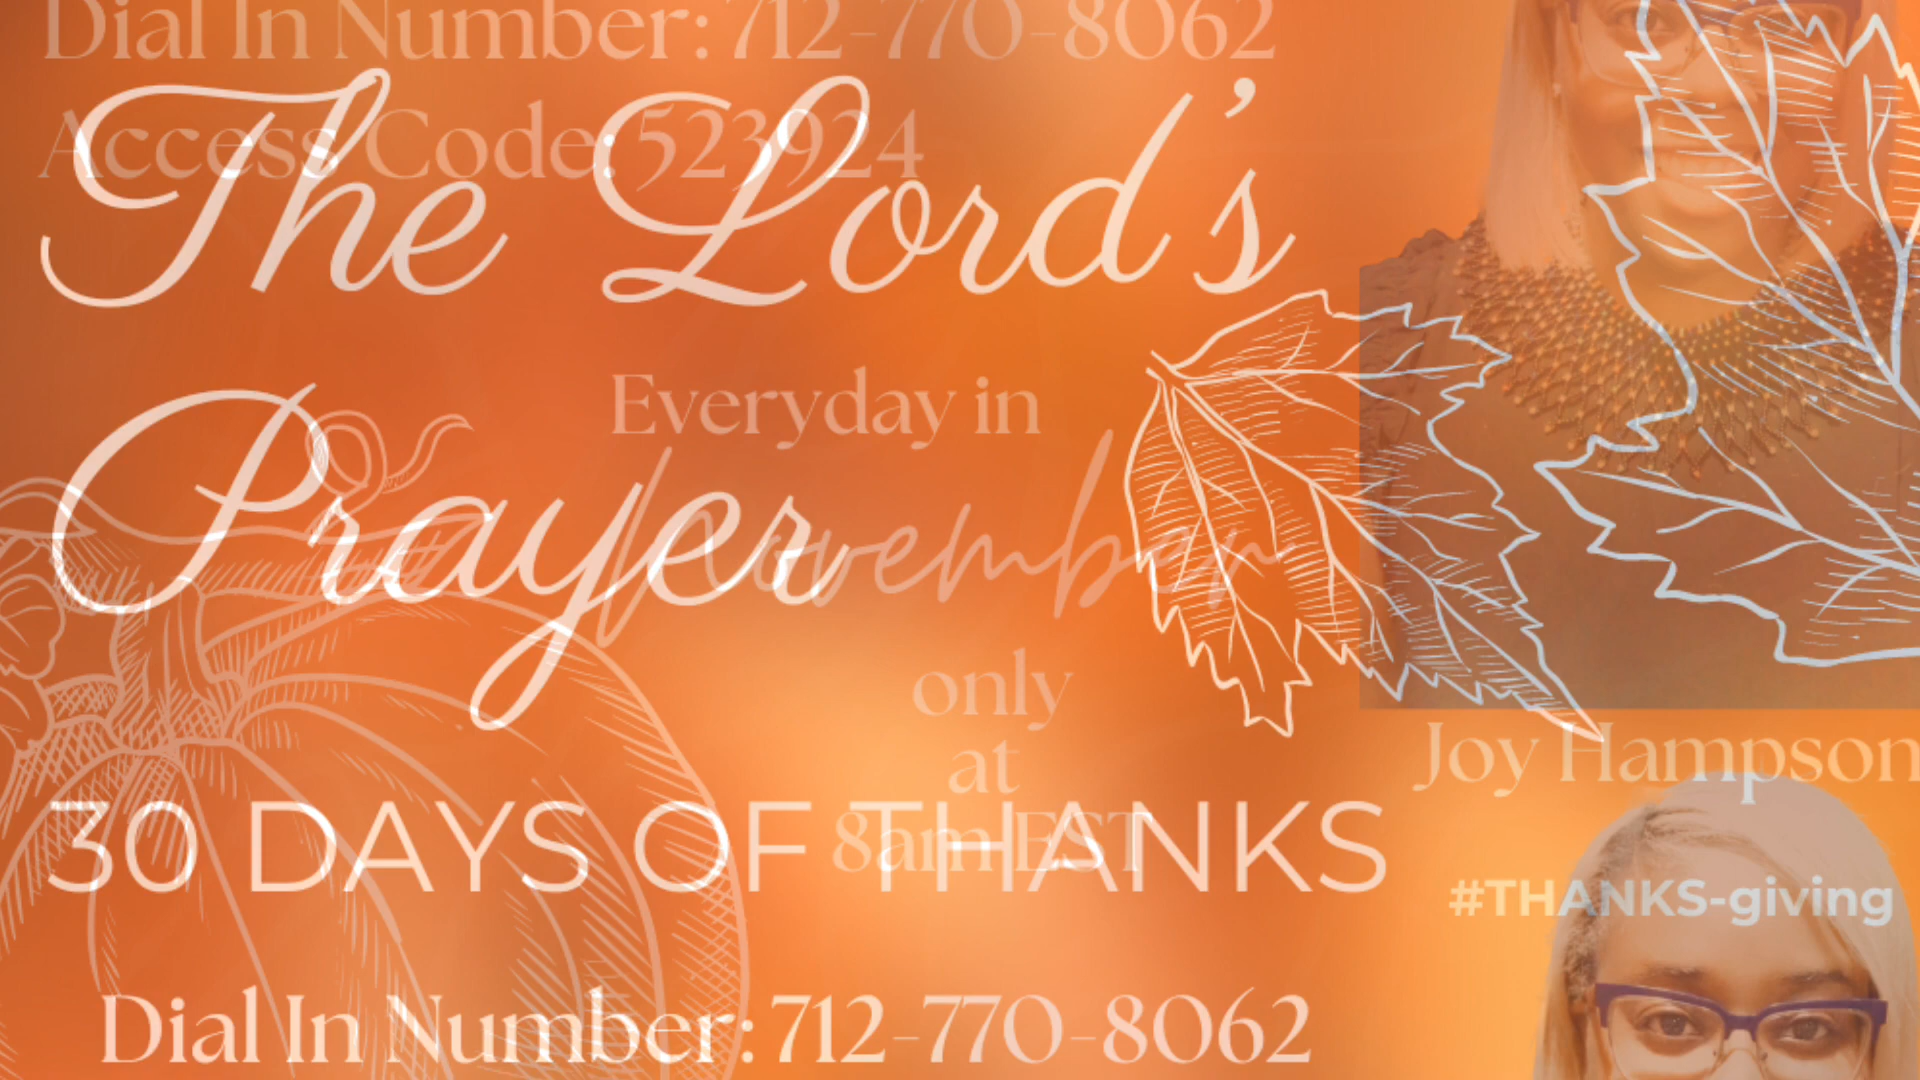 Dial In Number: 712-770-8062
Access Code: 523924
The Lord's
Prayer
Everyday in
November
only
at
8am EST
Joy Hampson
30 DAYS OF THANKS
#THANKS-giving
Dial In Number: 712-770-8062